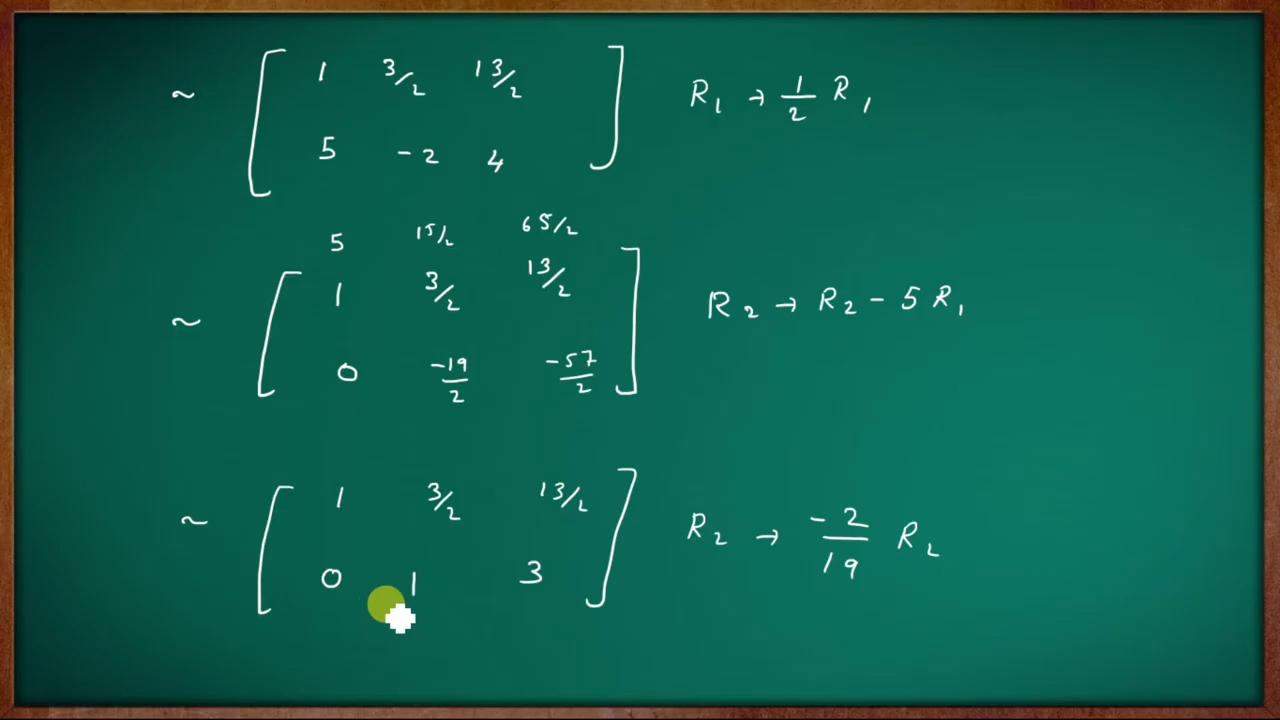 ~ [ 1 3/2 13/2 ] R₁ → 1/2 R₁
5 -2 4
5 15/2 65/2
~ [ 1 3/2 13/2 ] R₂ → R₂ - 5 R₁
0 -19/2 -57/2
~ [ 1 3/2 13/2 ] R₂ → -2/19 R₂
0 1 3